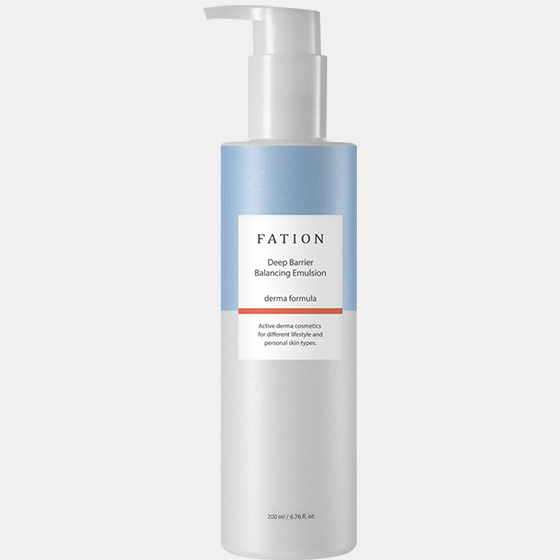 FATION
Deep Barrier
Balancing Emulsion
derma formula
Active derma cosmetics
for different lifestyle and
personal skin types.
200 ml / 6.76 fl. oz.